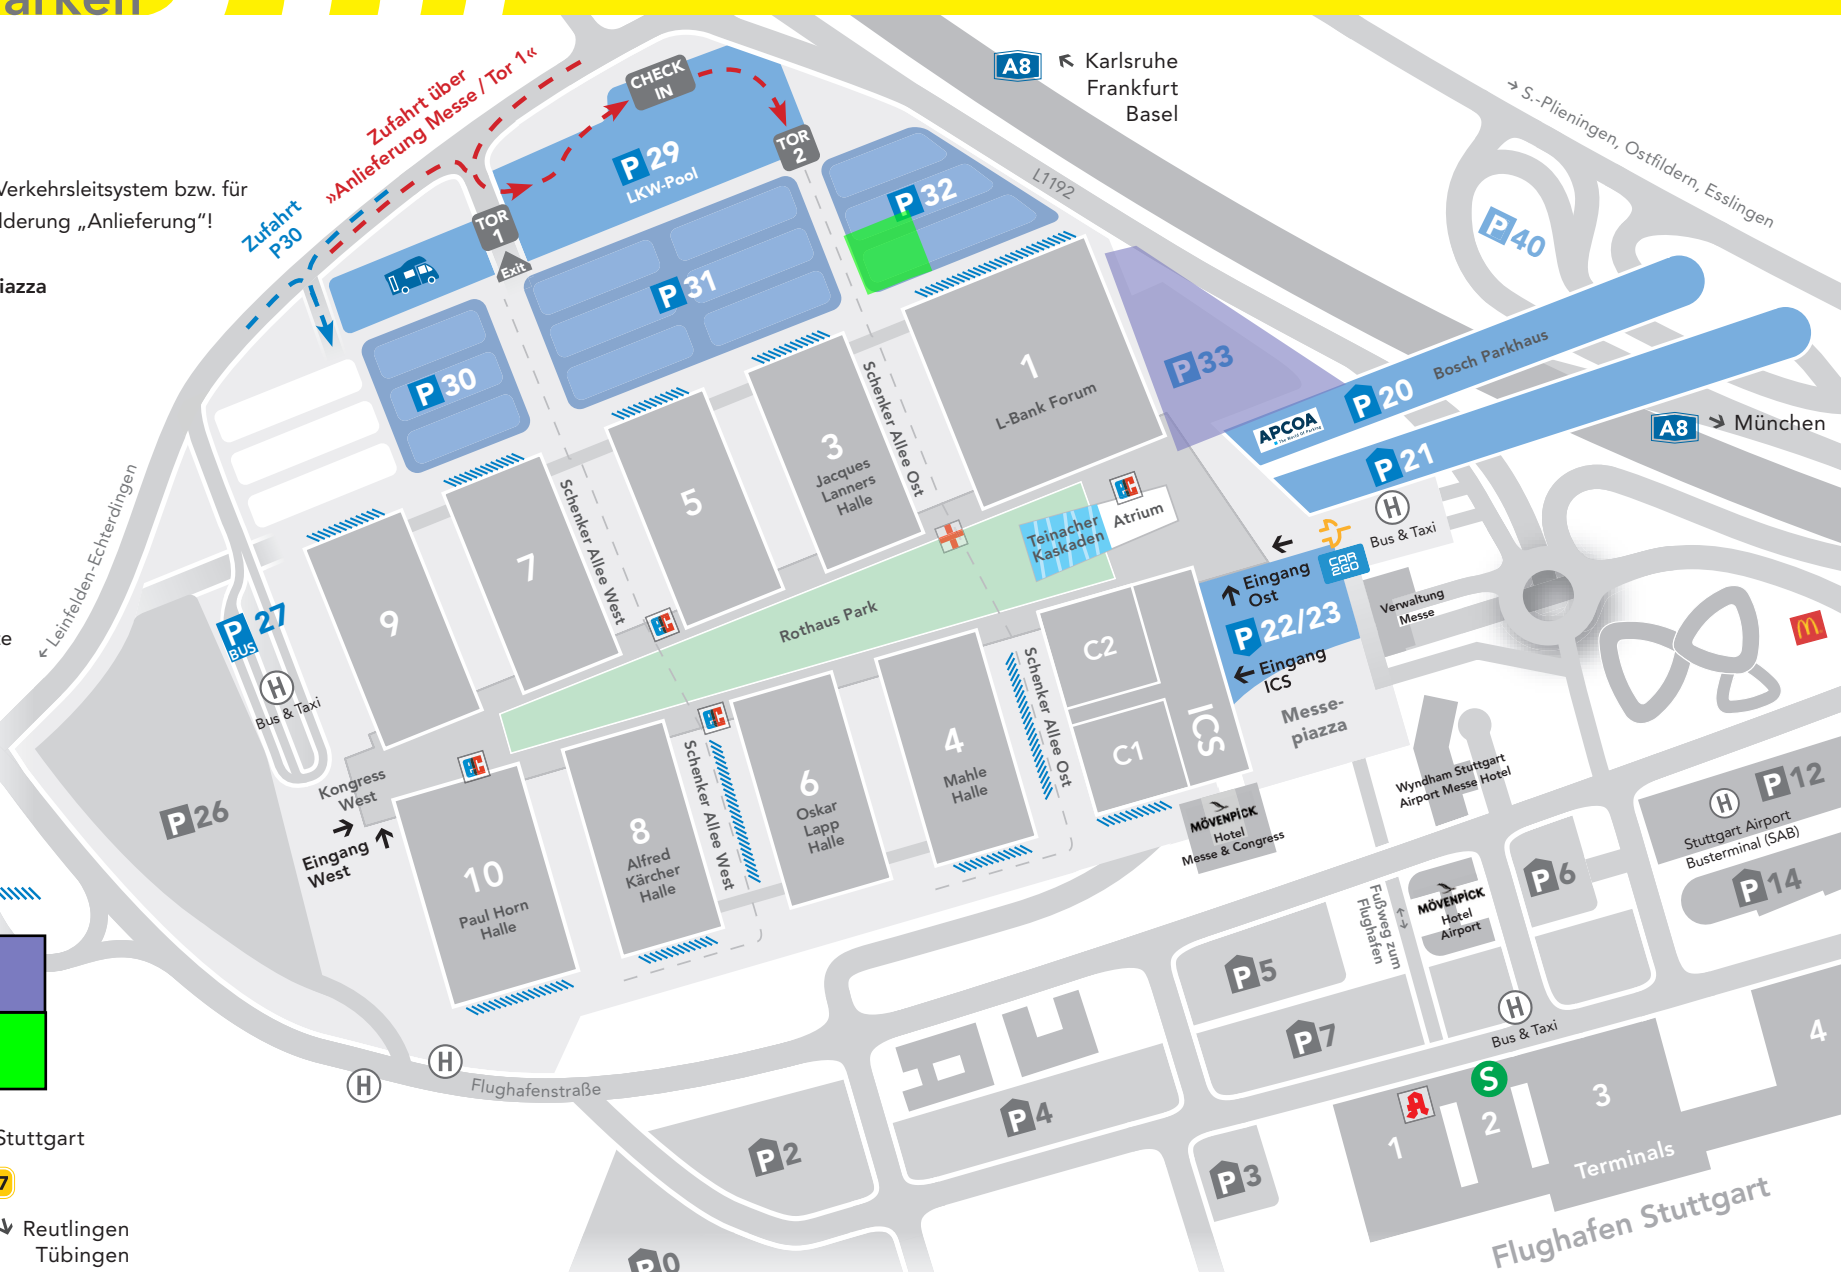 arken
Verkehrsleitsystem bzw. für
lderung „Anlieferung“!
iazza
Zufahrt über
»Anlieferung Messe / Tor 1«
Zufahrt
P30
CHECK
IN
TOR
2
P 29
LKW-Pool
TOR
1
Exit
P 32
P 31
P 30
L1192
A8
Karlsruhe
Frankfurt
Basel
S.-Plieningen, Ostfildern, Esslingen
P 40
P 33
Bosch Parkhaus
P 20
APCOA
P 21
A8
München
H
Bus & Taxi
1
L-Bank Forum
3
Jacques
Lanners
Halle
5
7
9
Schenker Allee Ost
Schenker Allee West
Leinfelden-Echterdingen
P 27
BUS
H
Bus & Taxi
Rothaus Park
Teinacher
Kaskaden
Atrium
CAR
2GO
Eingang
Ost
P 22/23
Eingang
ICS
Messe-
piazza
Verwaltung
Messe
C2
C1
ICS
Schenker Allee Ost
4
Mahle
Halle
6
Oskar
Lapp
Halle
Schenker Allee West
8
Alfred
Kärcher
Halle
10
Paul Horn
Halle
Kongress
West
Eingang
West
P 26
MÖVENPICK
Hotel
Messe & Congress
Wyndham Stuttgart
Airport Messe Hotel
H
P 12
Stuttgart Airport
Busterminal (SAB)
P 14
P 6
MÖVENPICK
Hotel
Airport
Fußweg zum
Flughafen
P 5
P 7
H
Bus & Taxi
S
H
H
Flughafenstraße
P 4
P 2
P 3
P 0
1
2
3
4
Terminals
Flughafen Stuttgart
Stuttgart
7
Reutlingen
Tübingen